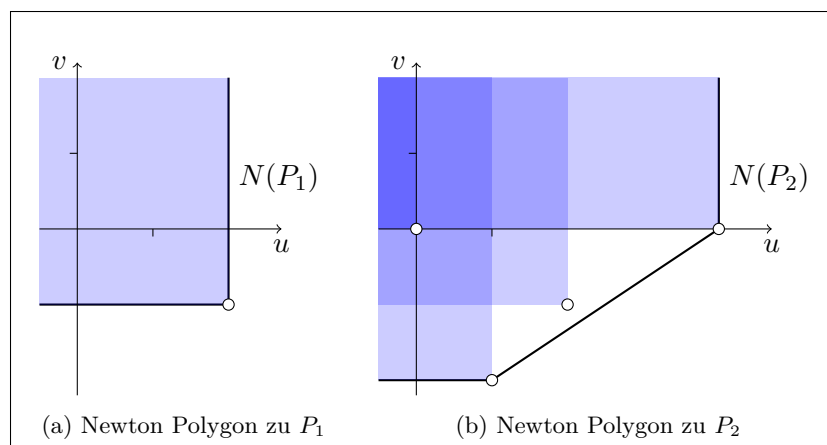 v
N(P₁)
u
(a) Newton Polygon zu P₁
v
N(P₂)
u
(b) Newton Polygon zu P₂